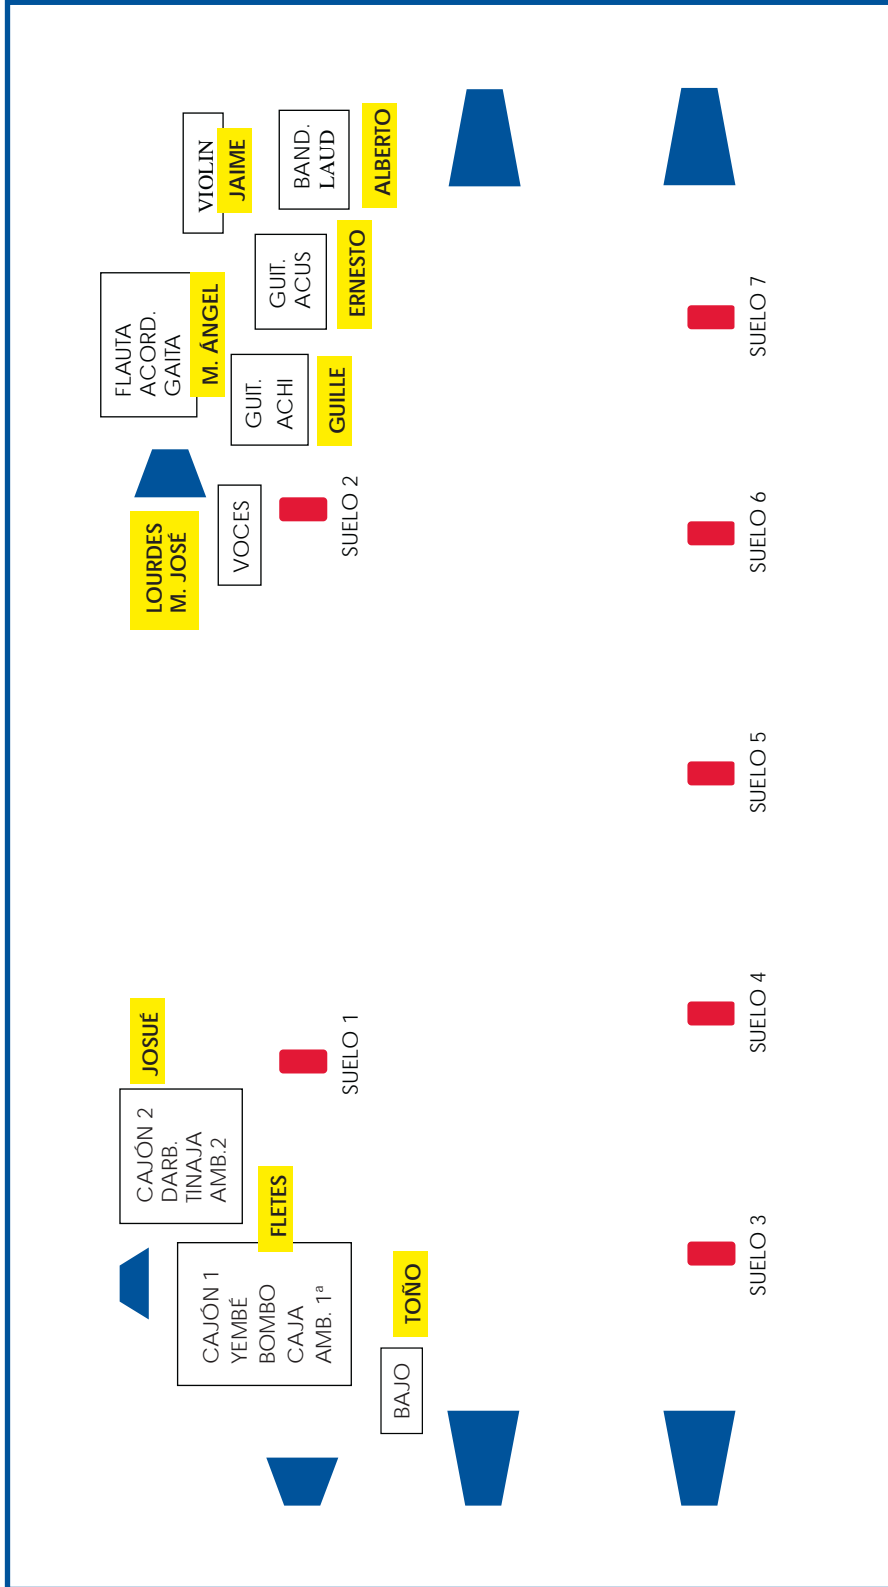 FLAUTA
ACORD.
GAITA
M. ÁNGEL
VIOLIN
JAIME
BAND.
LAUD
ALBERTO
GUIT.
ACUS
ERNESTO
GUIT.
ACHI
GUILLE
LOURDES
M. JOSÉ
VOCES
SUELO 2
JOSUÉ
CAJÓN 2
DARB.
TINAJA
AMB.2
SUELO 1
FLETES
CAJÓN 1
YEMBÉ
BOMBO
CAJA
AMB. 1ª
TOÑO
BAJO
SUELO 3
SUELO 4
SUELO 5
SUELO 6
SUELO 7